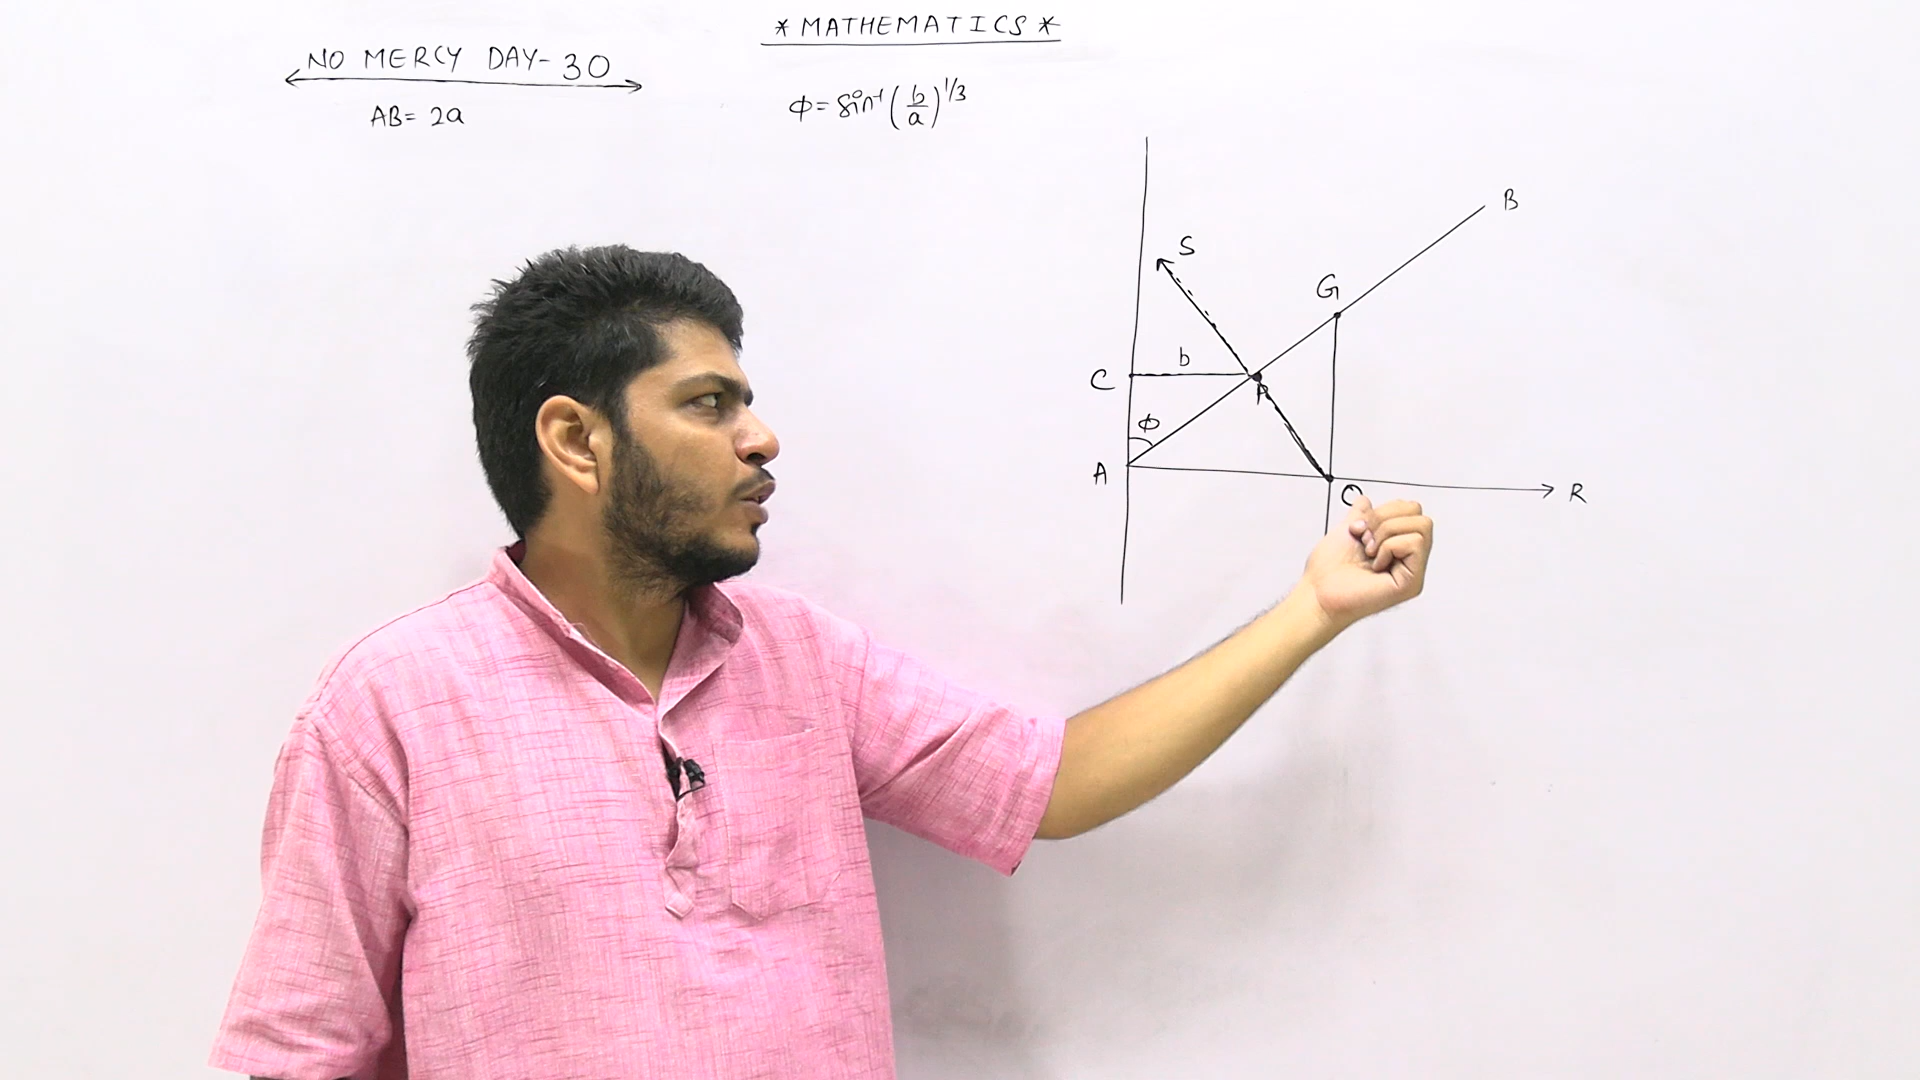 * MATHEMATICS *
NO MERCY DAY- 30
AB= 2a
ϕ= sin⁻¹ (b/a)^1/3
B
S
G
b
C
P
ϕ
A
O
R